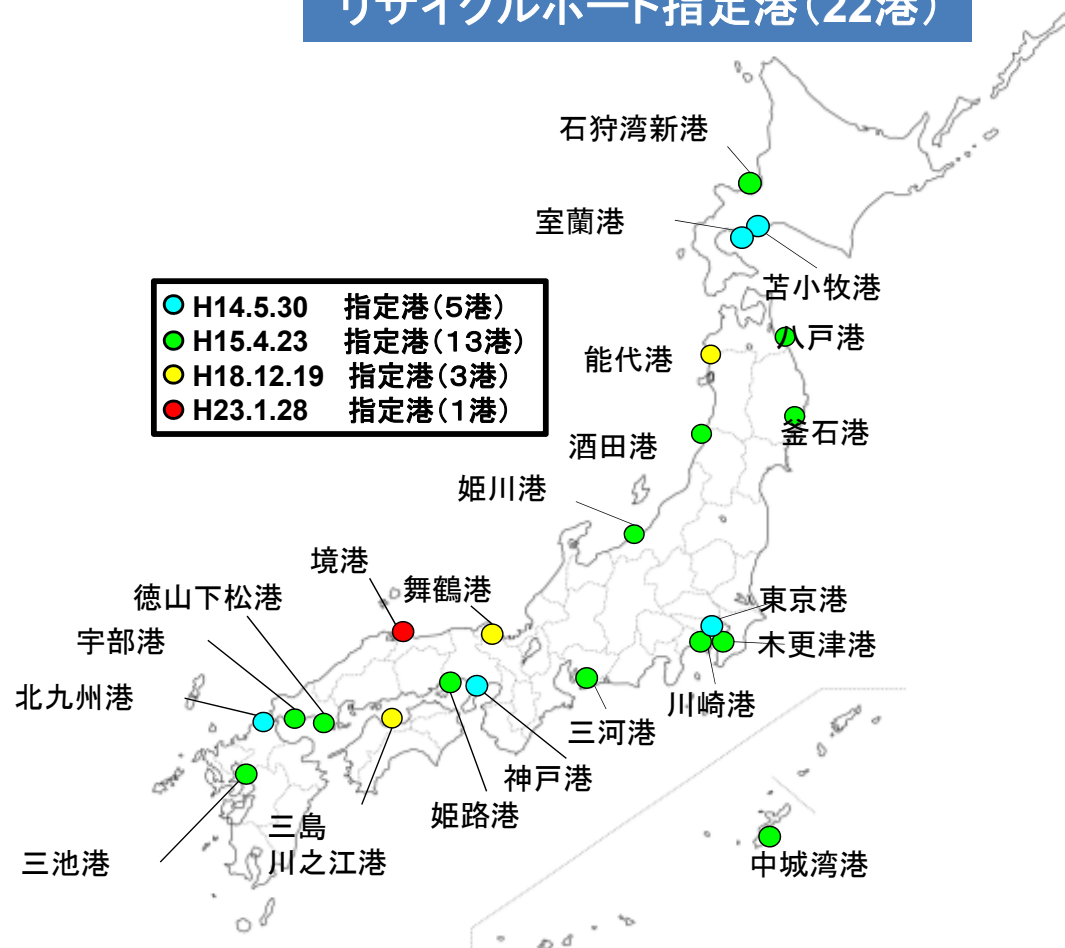 リサイクルポート指定港(22港)
石狩湾新港
室蘭港
苫小牧港
H14.5.30 指定港(5港)
H15.4.23 指定港(13港)
H18.12.19 指定港(3港)
H23.1.28 指定港(1港)
八戸港
能代港
釜石港
酒田港
姫川港
境港
舞鶴港
徳山下松港
東京港
宇部港
木更津港
北九州港
川崎港
三河港
神戸港
姫路港
三島
川之江港
三池港
中城湾港